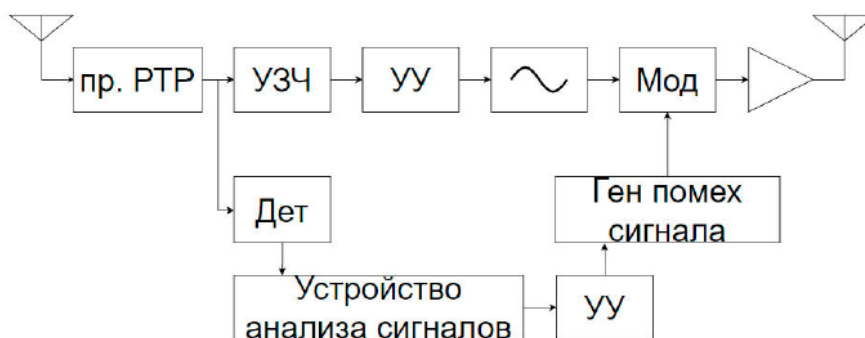 пр. РТР
УЗЧ
УУ
Мод
Дет
Ген помех
сигнала
Устройство
анализа сигналов
УУ